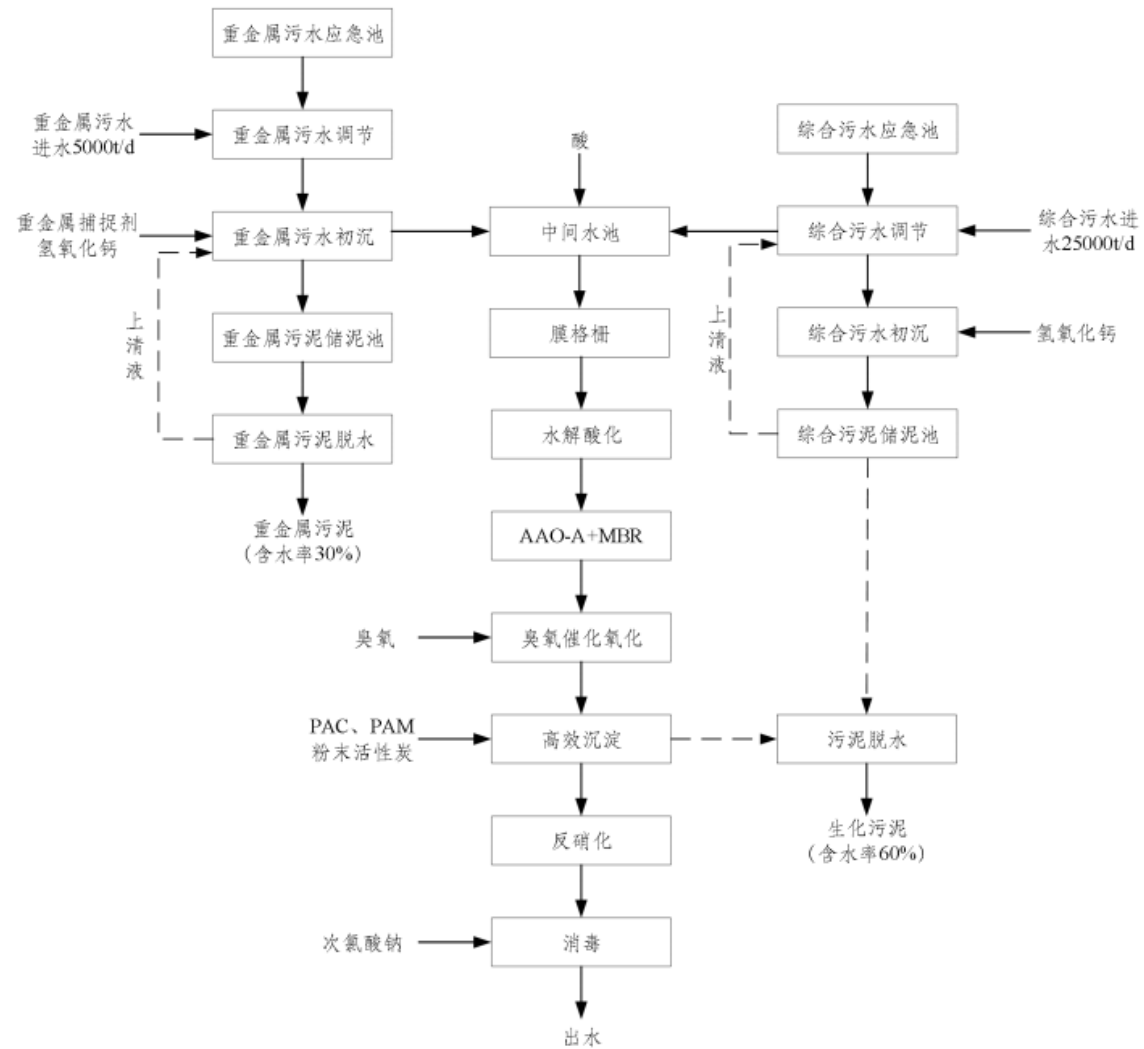 重金属污水应急池
重金属污水
进水5000t/d
重金属污水调节
酸
综合污水应急池
重金属捕捉剂
氢氧化钙
重金属污水初沉
中间水池
综合污水调节
综合污水进
水25000t/d
上清液
重金属污泥储泥池
膜格栅
上清液
综合污水初沉
氢氧化钙
重金属污泥脱水
水解酸化
综合污泥储泥池
重金属污泥
(含水率30%)
AAO-A+MBR
臭氧
臭氧催化氧化
PAC、PAM
粉末活性炭
高效沉淀
污泥脱水
反硝化
生化污泥
(含水率60%)
次氯酸钠
消毒
出水